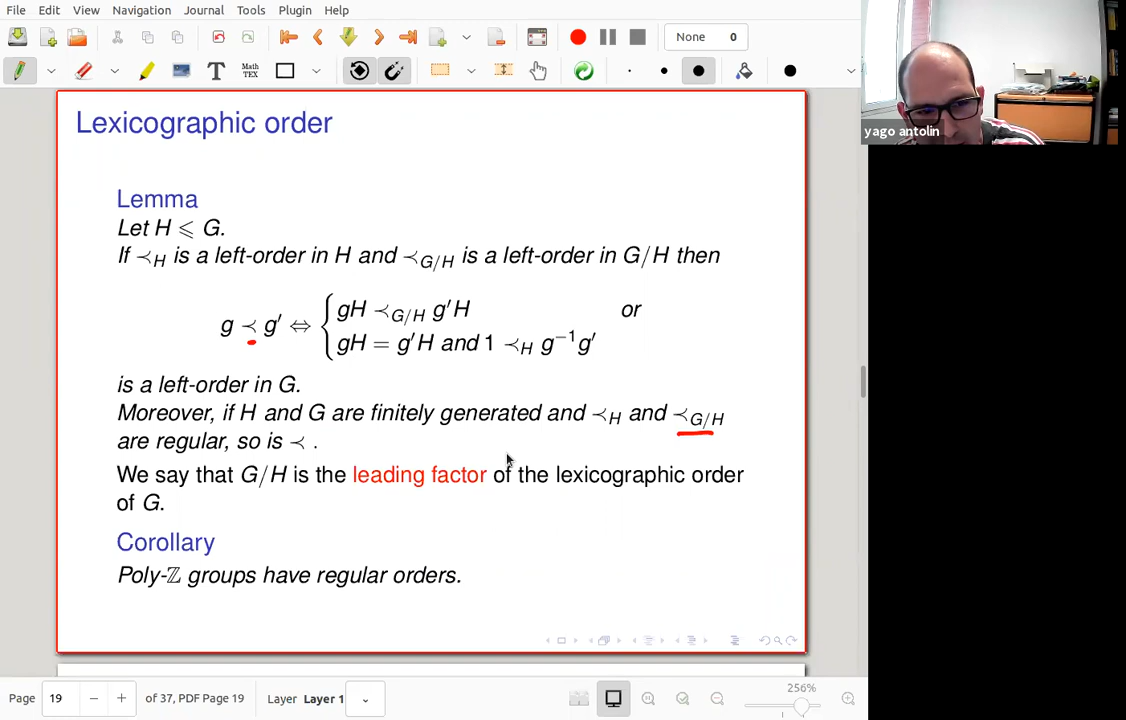 File Edit View Navigation Journal Tools Plugin Help
None 0
T MATH TEX
yago antolin
Lexicographic order
Lemma
Let H ⩽ G.
If ≺_H is a left-order in H and ≺_{G/H} is a left-order in G/H then
g ≺ g′ ⇔ { gH ≺_{G/H} g′H or
gH = g′H and 1 ≺_H g⁻¹g′
is a left-order in G.
Moreover, if H and G are finitely generated and ≺_H and ≺_{G/H}
are regular, so is ≺ .
We say that G/H is the leading factor of the lexicographic order
of G.
Corollary
Poly-ℤ groups have regular orders.
Page 19 − + of 37, PDF Page 19 Layer Layer 1 256%